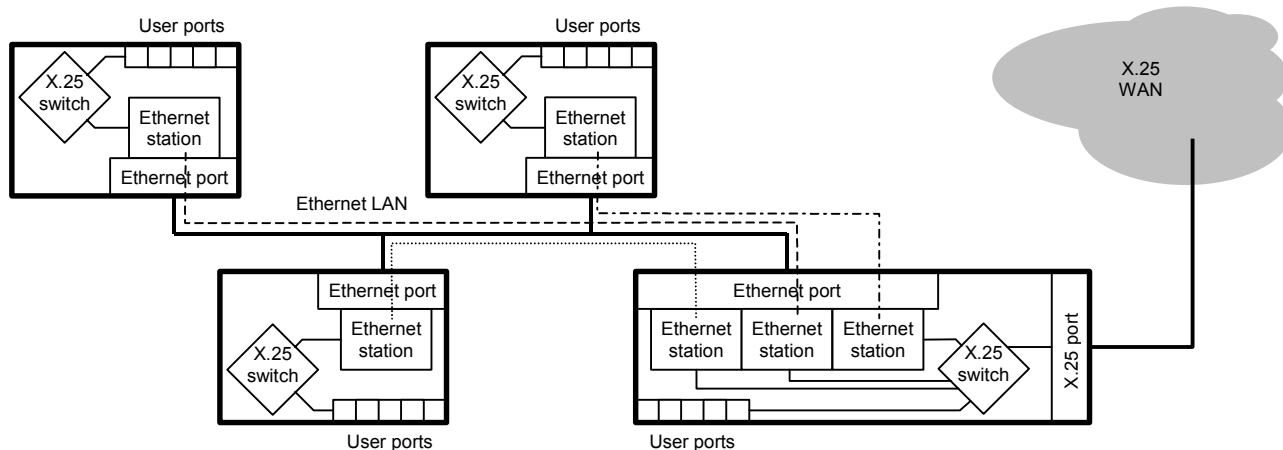 User ports
User ports
X.25
switch
X.25
switch
X.25
WAN
Ethernet
station
Ethernet
station
Ethernet port
Ethernet port
Ethernet LAN
Ethernet port
Ethernet port
Ethernet
station
Ethernet
station
Ethernet
station
Ethernet
station
X.25
switch
X.25
switch
X.25 port
User ports
User ports